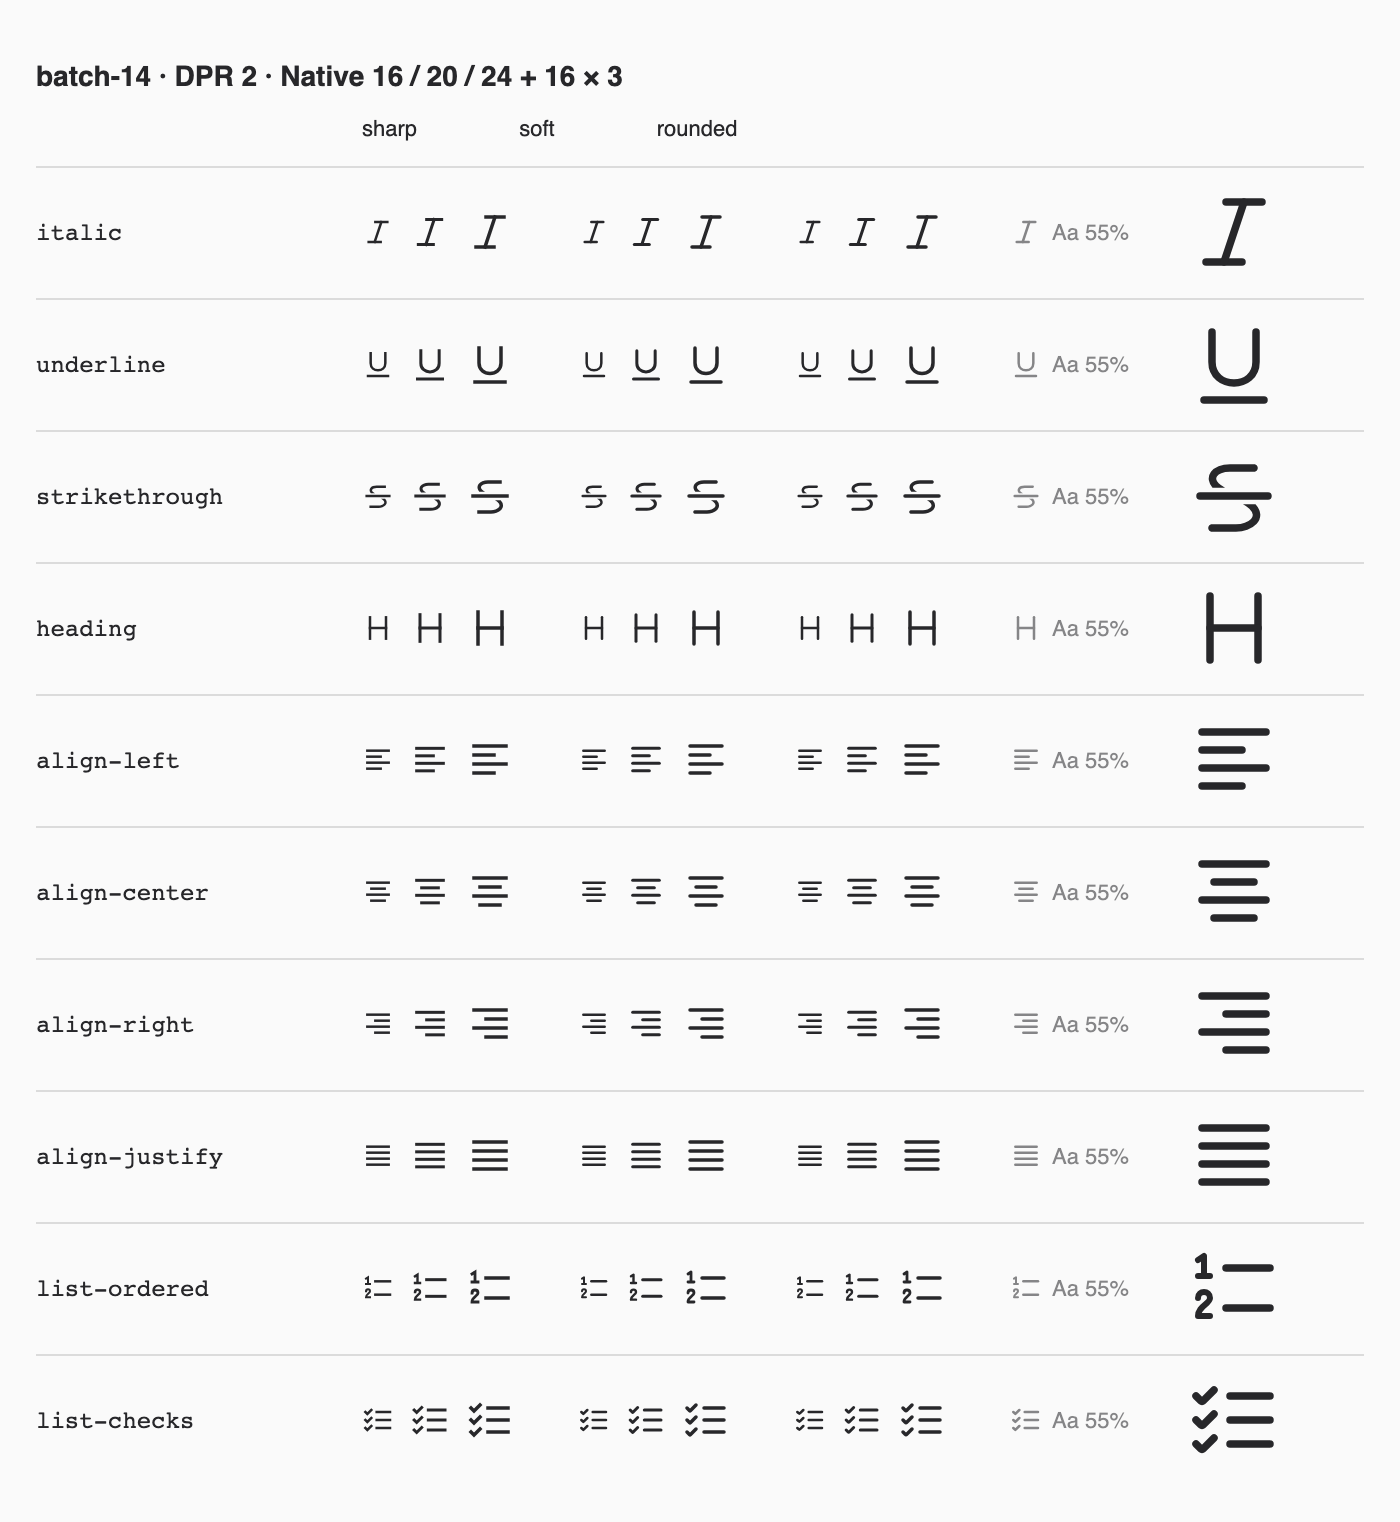 batch-14 · DPR 2 · Native 16 / 20 / 24 + 16 × 3
sharp soft rounded
italic Aa 55%
underline Aa 55%
strikethrough Aa 55%
heading Aa 55%
align-left Aa 55%
align-center Aa 55%
align-right Aa 55%
align-justify Aa 55%
list-ordered Aa 55%
list-checks Aa 55%